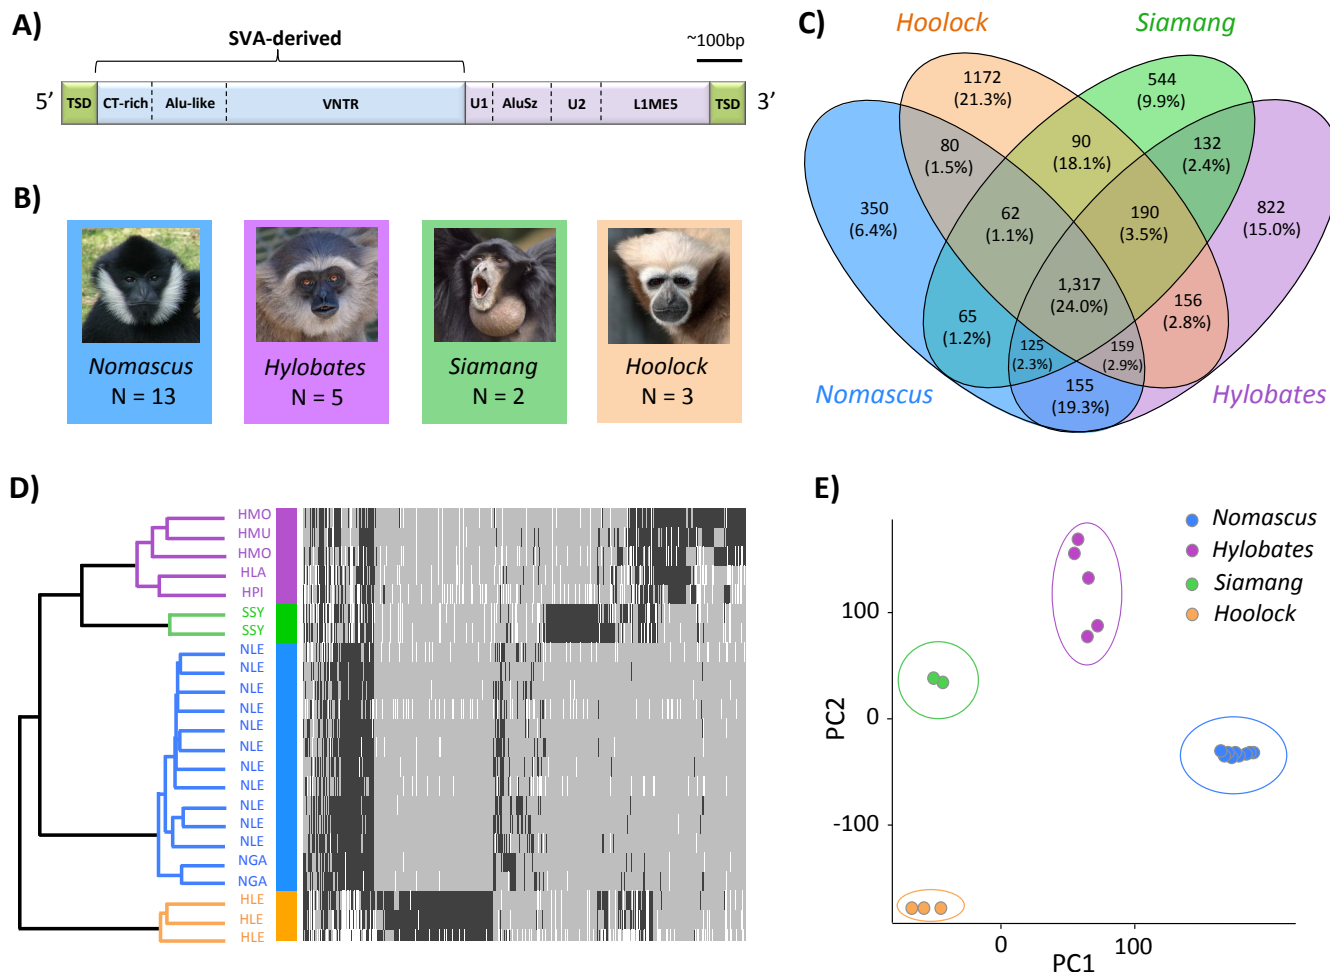 A)
SVA-derived
~100bp
5’
TSD
CT-rich
Alu-like
VNTR
U1
AluSz
U2
L1ME5
TSD
3’
B)
Nomascus
N = 13
Hylobates
N = 5
Siamang
N = 2
Hoolock
N = 3
C)
Hoolock
Siamang
1172
(21.3%)
544
(9.9%)
80
(1.5%)
90
(18.1%)
132
(2.4%)
350
(6.4%)
62
(1.1%)
190
(3.5%)
822
(15.0%)
1,317
(24.0%)
65
(1.2%)
156
(2.8%)
125
(2.3%)
159
(2.9%)
155
(19.3%)
Nomascus
Hylobates
D)
HMO
HMU
HMO
HLA
HPI
SSY
SSY
NLE
NLE
NLE
NLE
NLE
NLE
NLE
NLE
NLE
NLE
NLE
NGA
NGA
HLE
HLE
HLE
E)
Nomascus
Hylobates
Siamang
Hoolock
100
0
-100
PC2
0
100
PC1